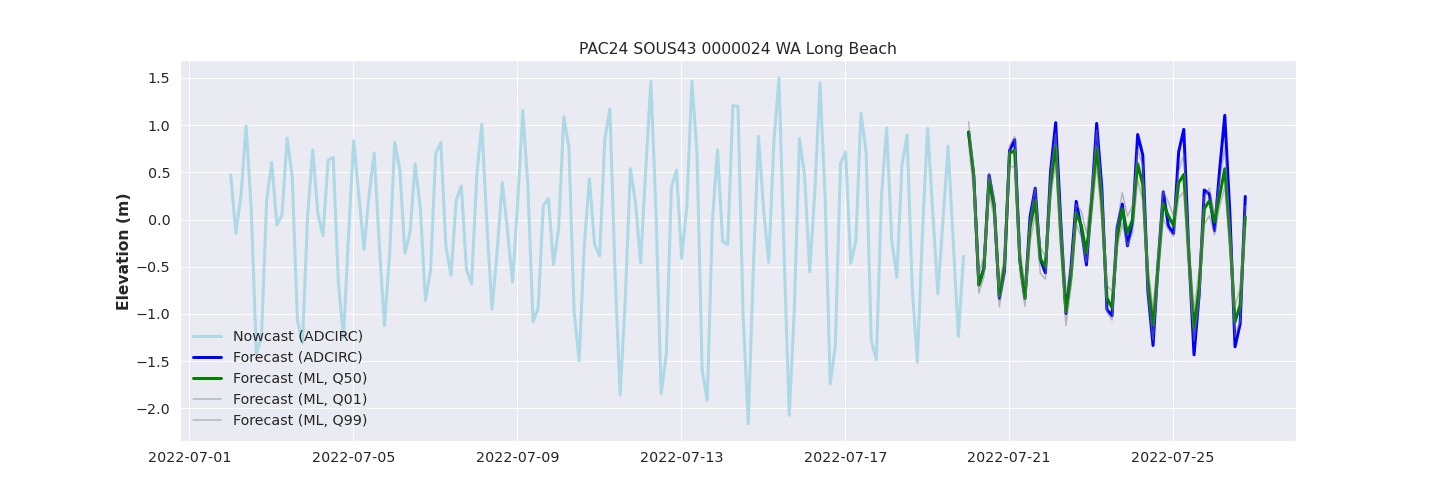 PAC24 SOUS43 0000024 WA Long Beach
Elevation (m)
1.5
1.0
0.5
0.0
−0.5
−1.0
−1.5
−2.0
Nowcast (ADCIRC)
Forecast (ADCIRC)
Forecast (ML, Q50)
Forecast (ML, Q01)
Forecast (ML, Q99)
2022-07-01 2022-07-05 2022-07-09 2022-07-13 2022-07-17 2022-07-21 2022-07-25